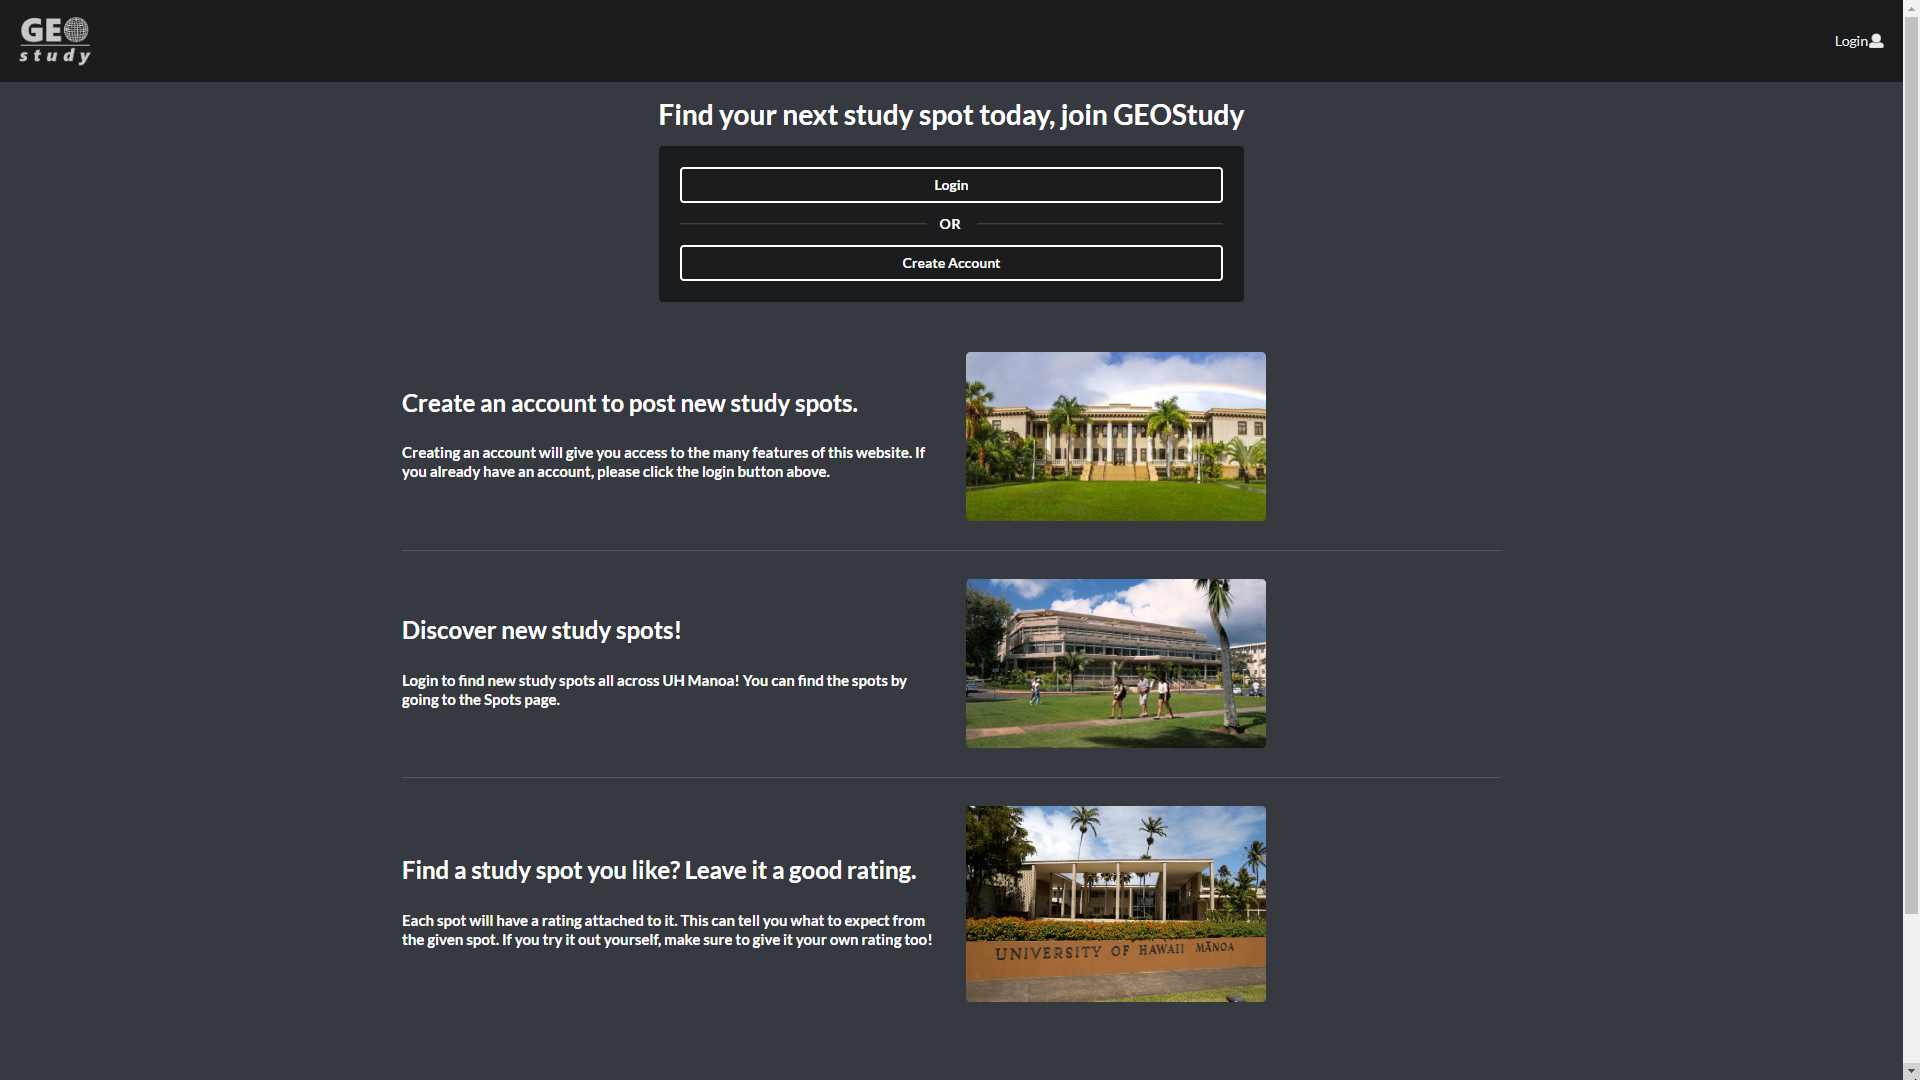 GEO
study
Login
Find your next study spot today, join GEOStudy
Login
OR
Create Account
Create an account to post new study spots.
Creating an account will give you access to the many features of this website. If
you already have an account, please click the login button above.
Discover new study spots!
Login to find new study spots all across UH Manoa! You can find the spots by
going to the Spots page.
Find a study spot you like? Leave it a good rating.
Each spot will have a rating attached to it. This can tell you what to expect from
the given spot. If you try it out yourself, make sure to give it your own rating too!
UNIVERSITY OF HAWAII MĀNOA